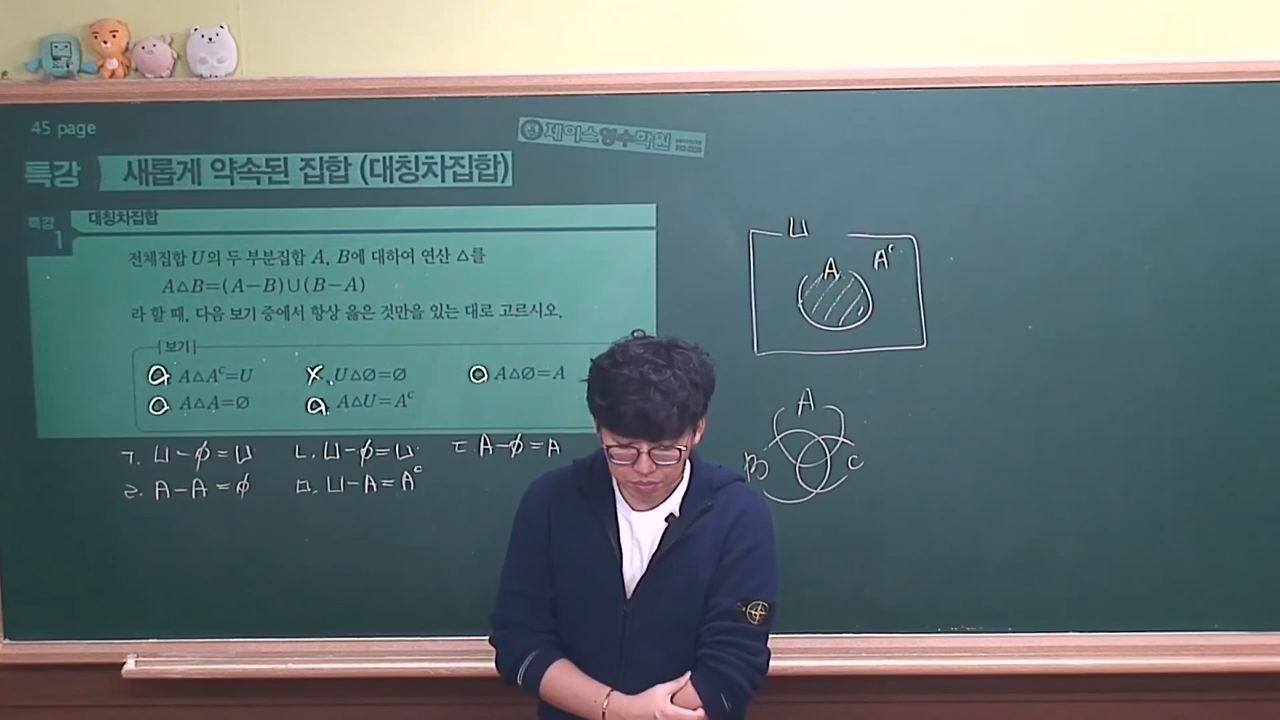 45 page
제이스영수학원
특강 새롭게 약속된 집합 (대칭차집합)
특강 1 대칭차집합
전체집합 U의 두 부분집합 A, B에 대하여 연산 △를
A△B=(A-B)∪(B-A)
라 할 때, 다음 보기 중에서 항상 옳은 것만을 있는 대로 고르시오.
보기
A△Aᶜ=U U△∅=∅ A△∅=A
A△A=∅ A△U=Aᶜ
ㄱ. U-∅=U ㄴ. U-∅=U ㄷ. A-∅=A
ㄹ. A-A=∅ ㅁ. U-A=Aᶜ
U
A Aᶜ
A
B C